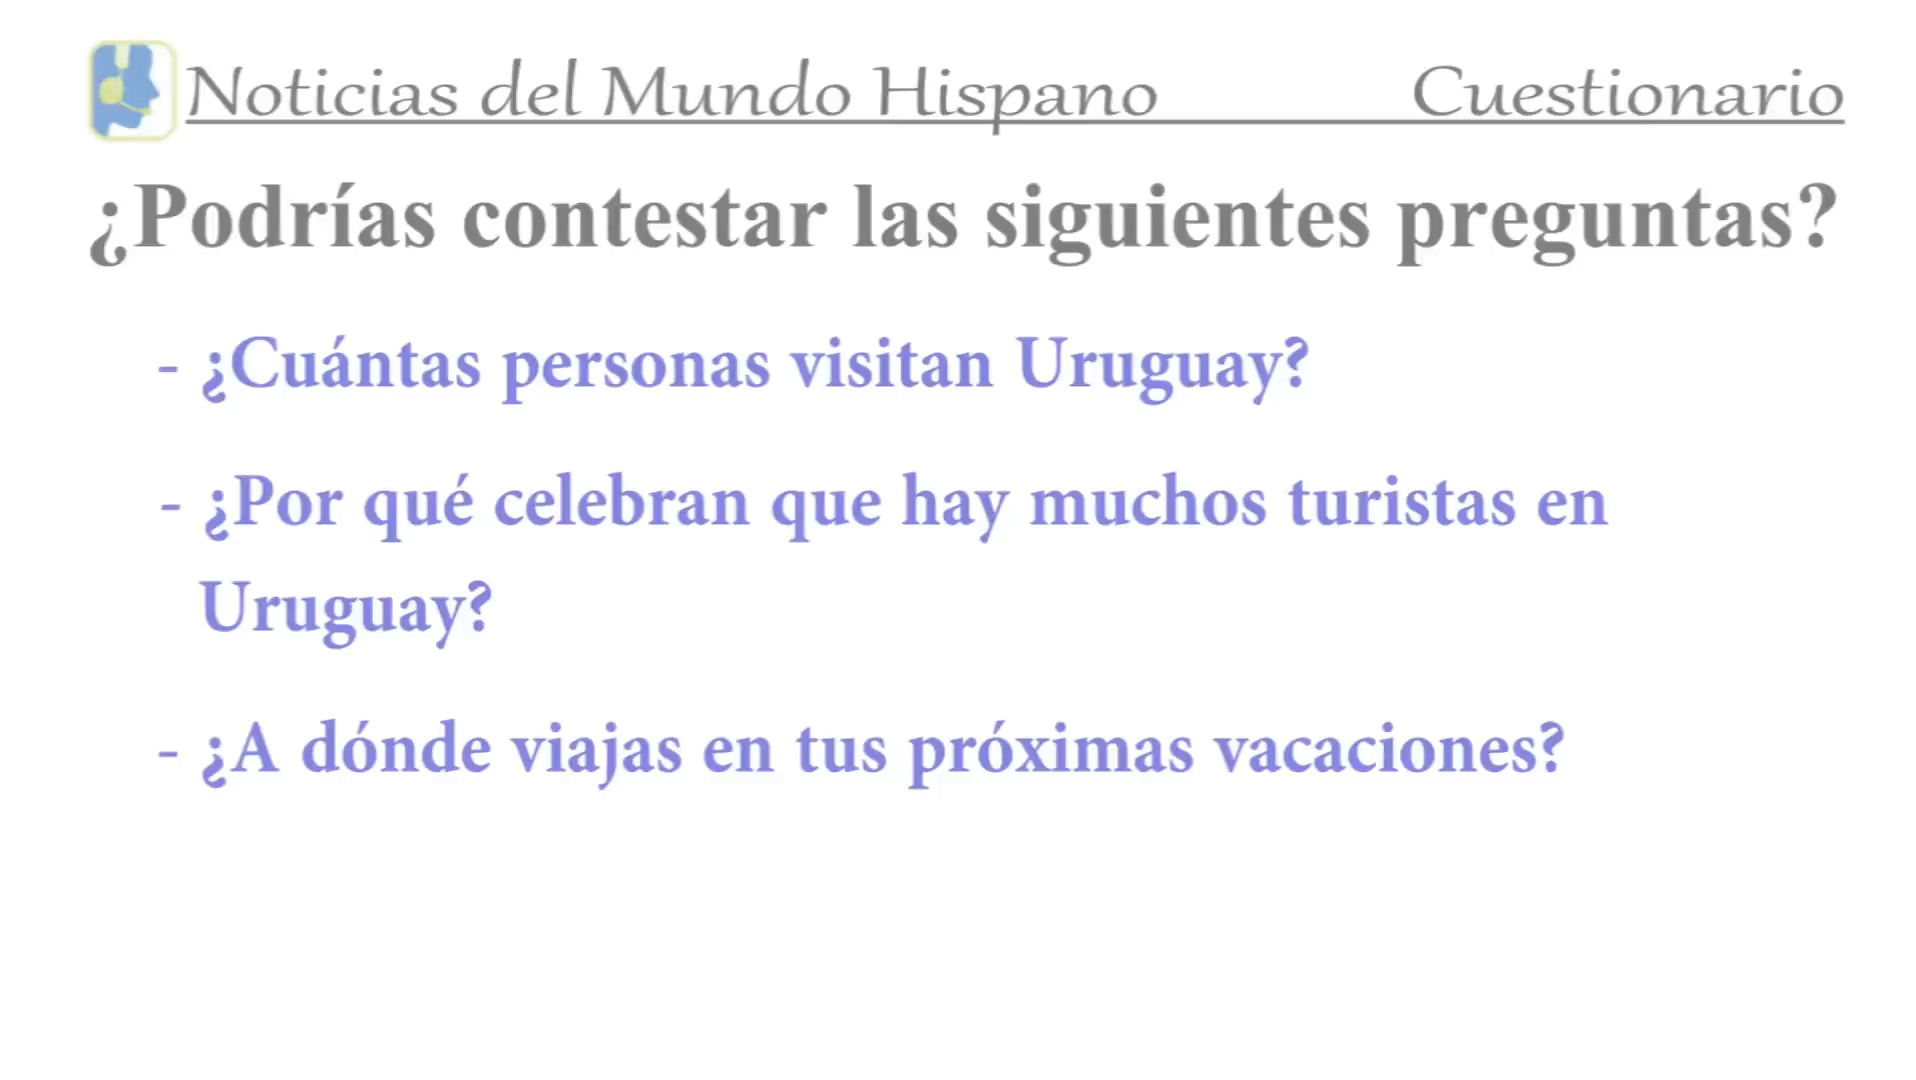 Noticias del Mundo Hispano Cuestionario
¿Podrías contestar las siguientes preguntas?
- ¿Cuántas personas visitan Uruguay?
- ¿Por qué celebran que hay muchos turistas en
Uruguay?
- ¿A dónde viajas en tus próximas vacaciones?